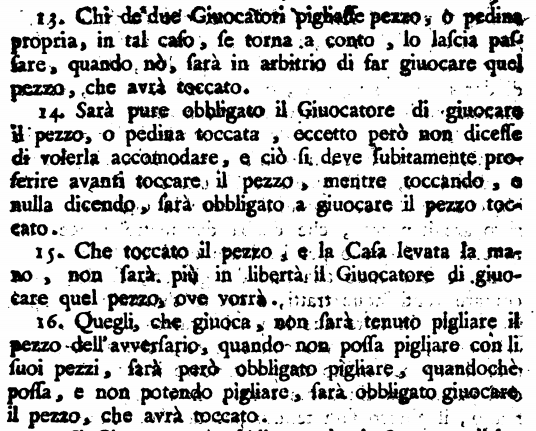 13. Chi de'due Giuocatori pigliaſſe pezzo, ò pedina
propria, in tal caſo, ſe torna a conto, lo laſcia paſ-
ſare, quando nò, ſarà in arbitrio di far giuocare quel
pezzo, che avrà toccato.
14. Sarà pure obbligato il Giuocatore di giuocare
il pezzo, o pedina toccata, eccetto però non diceſſe
di volerla accomodare, e ciò ſi deve ſubitamente pro-
ferire avanti toccare il pezzo, mentre toccando, e
nulla dicendo, ſarà obbligato a giuocare il pezzo toc-
cato.
15. Che toccato il pezzo, e la Caſa levata la ma-
no, non ſarà più in libertà il Giuocatore di giuo-
care quel pezzo, ove vorrà.
16. Quegli, che giuoca, non ſarà tenuto pigliare il
pezzo dell'avverſario, quando non poſſa pigliare con li
ſuoi pezzi, ſarà però obbligato pigliare, quandochè
poſſa, e non potendo pigliare, ſarà obbligato giuocare,
il pezzo, che avrà toccato.